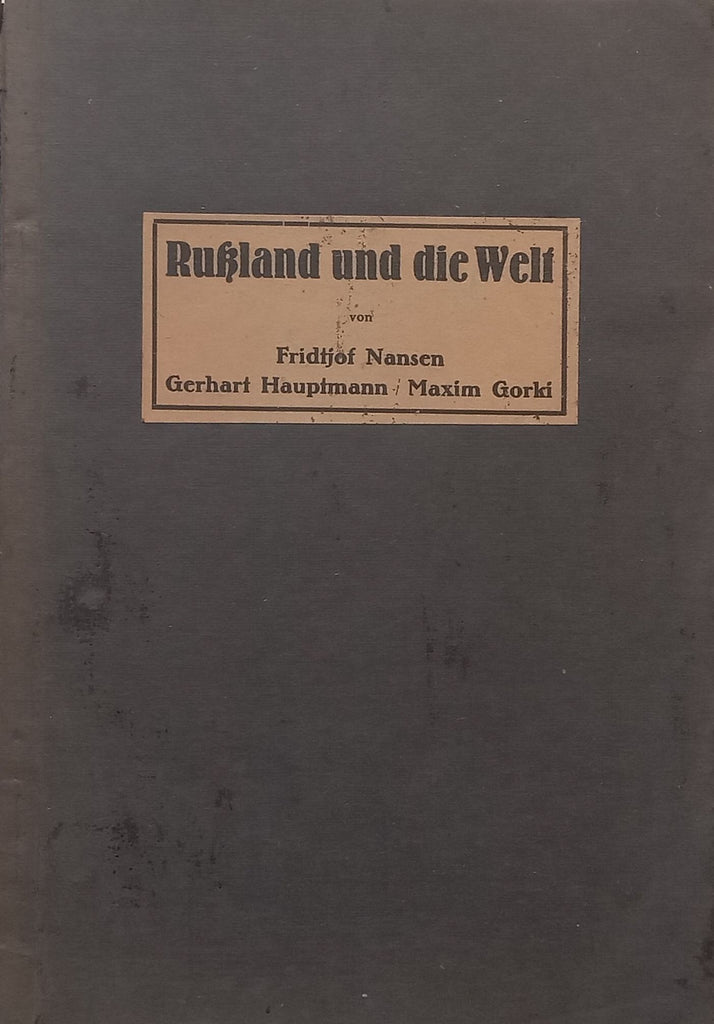 Rußland und die Welt
von
Fridtjof Nansen
Gerhart Hauptmann / Maxim Gorki